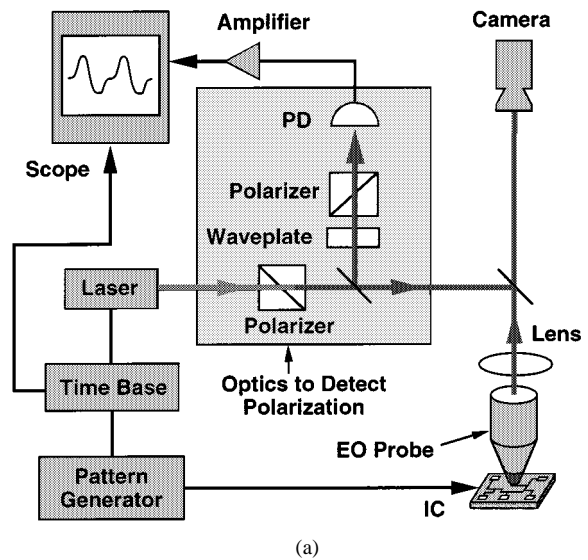 Amplifier
Camera
PD
Scope
Polarizer
Waveplate
Laser
Polarizer
Lens
Time Base
Optics to Detect
Polarization
EO Probe
Pattern
Generator
IC
(a)